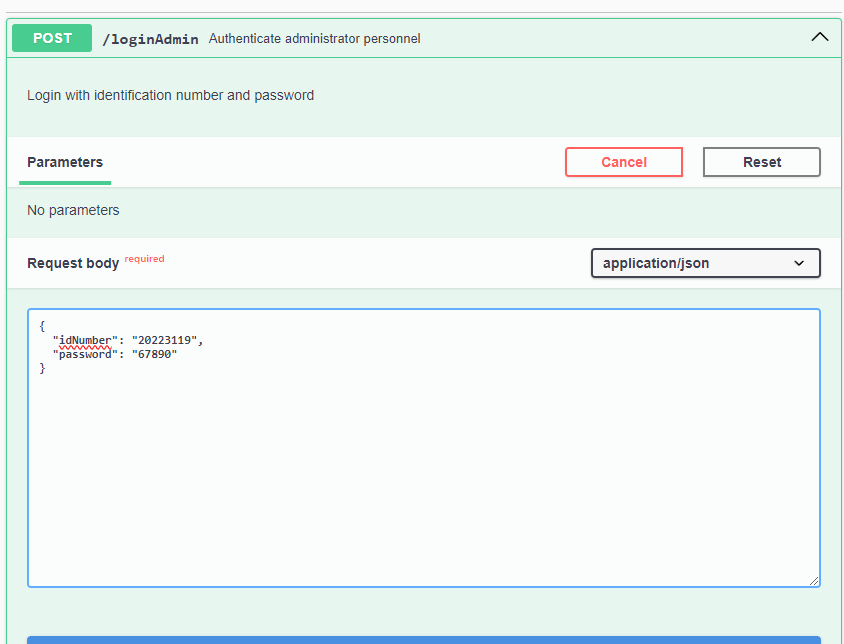 POST /loginAdmin Authenticate administrator personnel
Login with identification number and password
Parameters Cancel Reset
No parameters
Request body required application/json
{
  "idNumber": "20223119",
  "password": "67890"
}